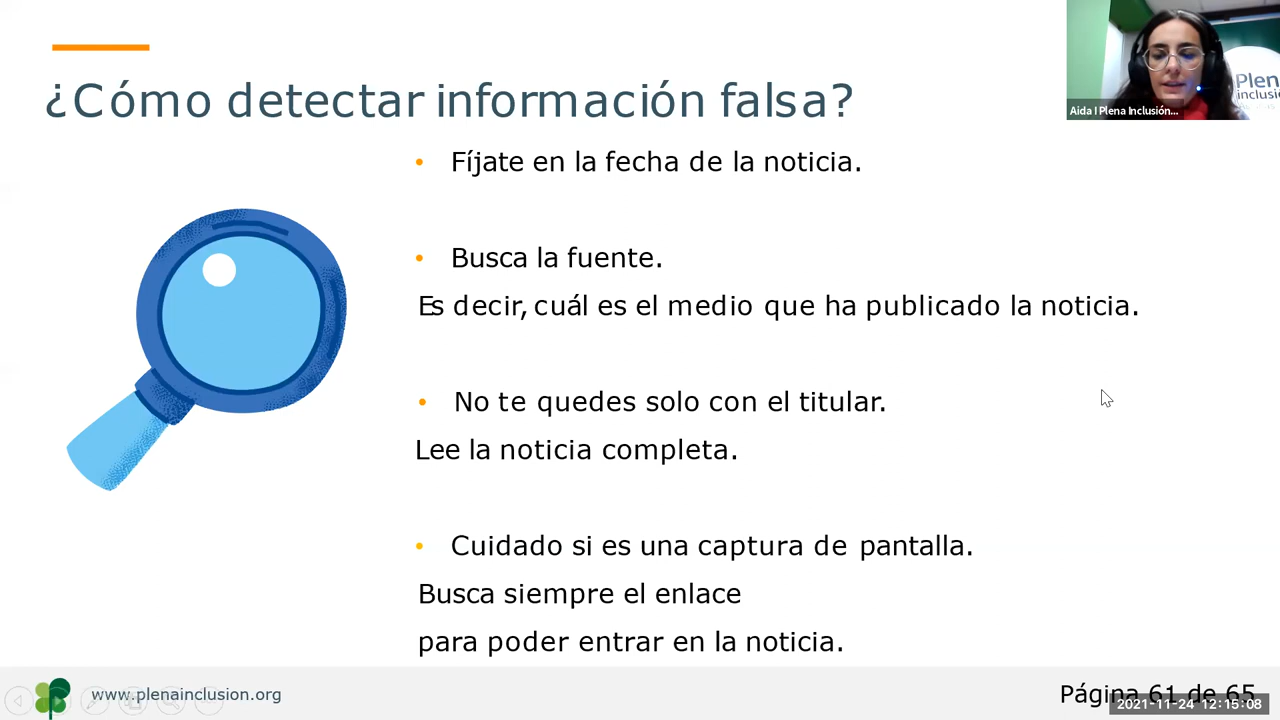 ¿Cómo detectar información falsa?
Plen
inclusi
Aida I Plena Inclusión...
• Fíjate en la fecha de la noticia.
• Busca la fuente.
Es decir, cuál es el medio que ha publicado la noticia.
• No te quedes solo con el titular.
Lee la noticia completa.
• Cuidado si es una captura de pantalla.
Busca siempre el enlace
para poder entrar en la noticia.
www.plenainclusion.org
Página 61 de 65
2021-11-24 12:15:08